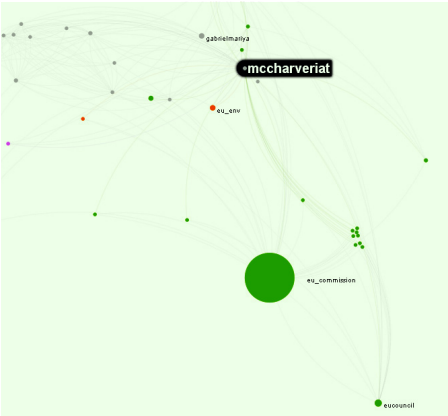 gabrielmariya
mccharveriat
eu_env
eu_commission
eucouncil